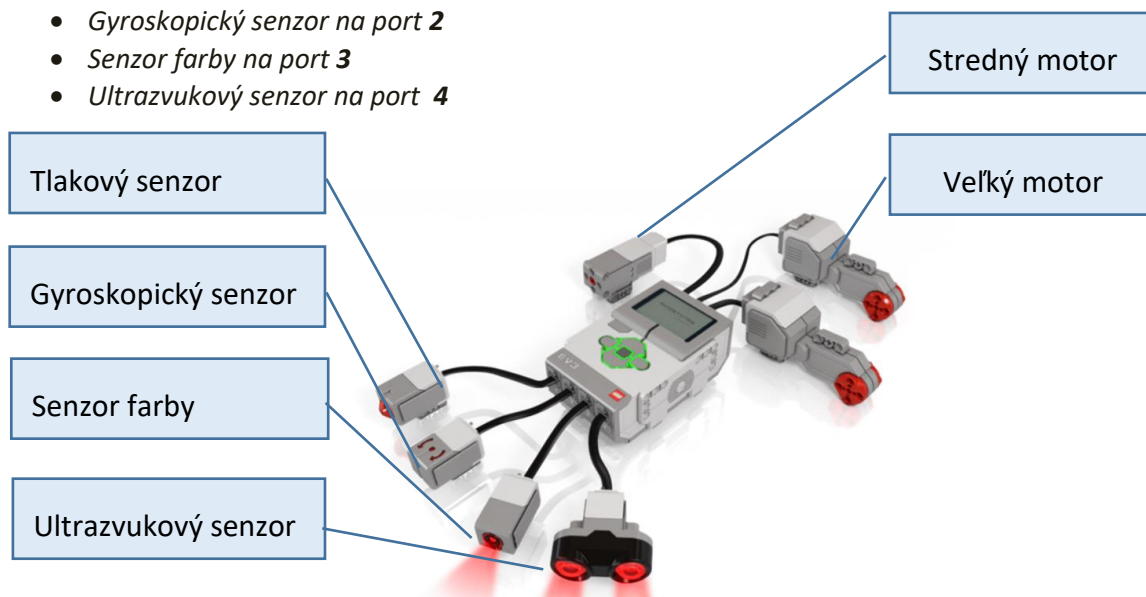 • Gyroskopický senzor na port 2
• Senzor farby na port 3
• Ultrazvukový senzor na port 4
Stredný motor
Veľký motor
Tlakový senzor
Gyroskopický senzor
Senzor farby
Ultrazvukový senzor
EV3